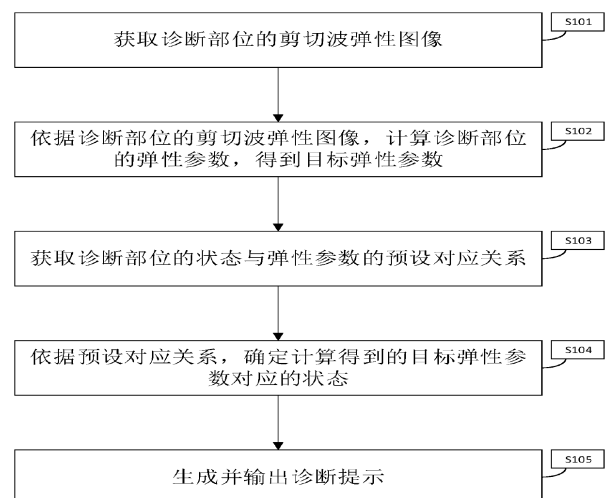 获取诊断部位的剪切波弹性图像
S101
依据诊断部位的剪切波弹性图像，计算诊断部位
的弹性参数，得到目标弹性参数
S102
获取诊断部位的状态与弹性参数的预设对应关系
S103
依据预设对应关系，确定计算得到的目标弹性参
数对应的状态
S104
生成并输出诊断提示
S105